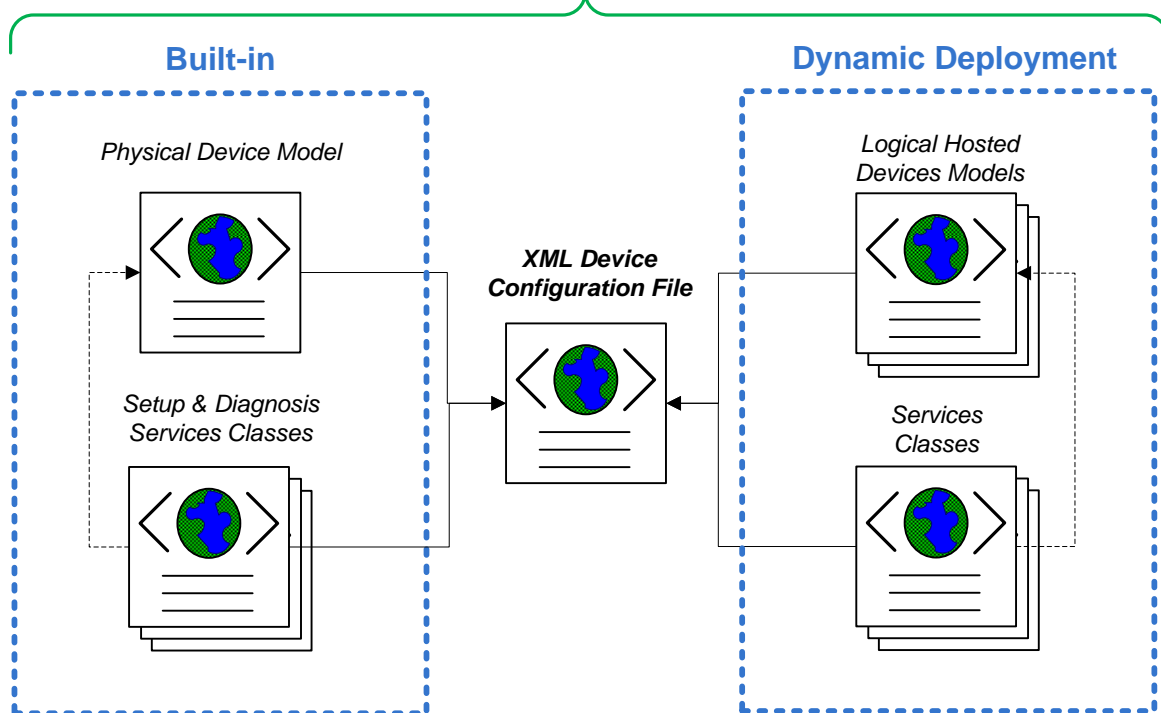 Built-in
Dynamic Deployment
Physical Device Model
Logical Hosted
Devices Models
XML Device
Configuration File
Setup & Diagnosis
Services Classes
Services
Classes